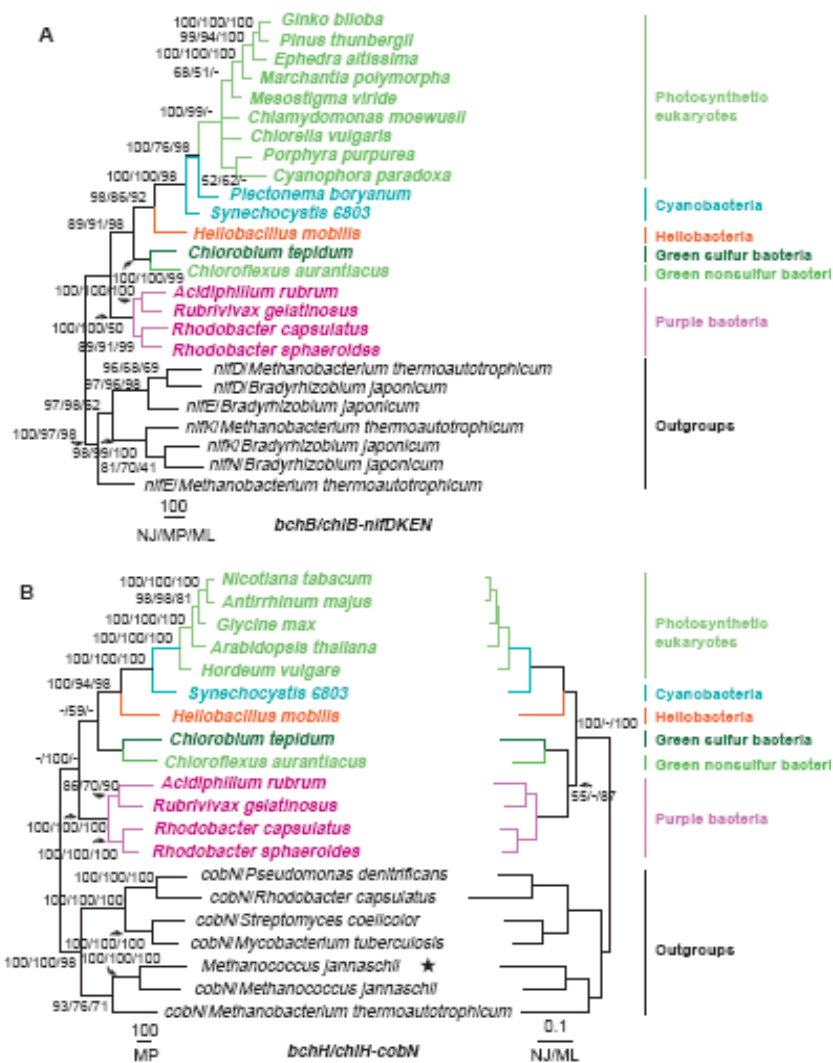 A
100/100/100
Ginko biloba
99/94/100
Pinus thunbergii
100/100/100
Ephedra altissima
68/51/-
Marchantia polymorpha
Mesostigma viride
Photosynthetic
eukaryotes
100/99/-
Chlamydomonas moewusii
Chlorella vulgaris
100/76/98
Porphyra purpurea
52/62/-
Cyanophora paradoxa
100/100/98
Plectonema boryanum
Cyanobacteria
98/86/92
Synechocystis 6803
89/91/98
Heliobacillus mobilis
Heliobacteria
Chlorobium tepidum
Green sulfur bacteria
100/100/99
Chloroflexus aurantiacus
Green nonsulfur bacteri
100/100/100
Acidiphilium rubrum
Rubrivivax gelatinosus
Purple bacteria
100/100/50
Rhodobacter capsulatus
89/91/99
Rhodobacter sphaeroides
96/68/69
nifD/Methanobacterium thermoautotrophicum
97/96/98
nifD/Bradyrhizobium japonicum
97/98/52
nifE/Bradyrhizobium japonicum
nifK/Methanobacterium thermoautotrophicum
Outgroups
100/97/98
98/99/100
nifK/Bradyrhizobium japonicum
81/70/41
nifN/Bradyrhizobium japonicum
nifE/Methanobacterium thermoautotrophicum
100
NJ/MP/ML
bchB/chlB-nifDKEN
B
100/100/100
Nicotiana tabacum
98/98/81
Antirrhinum majus
100/100/100
Glycine max
Photosynthetic
eukaryotes
100/100/100
Arabidopsis thaliana
100/100/100
Hordeum vulgare
100/94/98
Synechocystis 6803
Cyanobacteria
-/59/-
Heliobacillus mobilis
100/-/100
Heliobacteria
Chlorobium tepidum
Green sulfur bacteria
-/100/-
Chloroflexus aurantiacus
Green nonsulfur bacteri
86/70/90
Acidiphilium rubrum
55/-/87
Rubrivivax gelatinosus
Purple bacteria
100/100/100
Rhodobacter capsulatus
100/100/100
Rhodobacter sphaeroides
100/100/100
cobN/Pseudomonas denitrificans
100/100/100
cobN/Rhodobacter capsulatus
cobN/Streptomyces coelicolor
100/100/100
cobN/Mycobacterium tuberculosis
Outgroups
100/100/98
100/100/100
Methanococcus jannaschii ★
cobN/Methanococcus jannaschii
93/76/71
cobN/Methanobacterium thermoautotrophicum
100
MP
bchH/chlH-cobN
0.1
NJ/ML